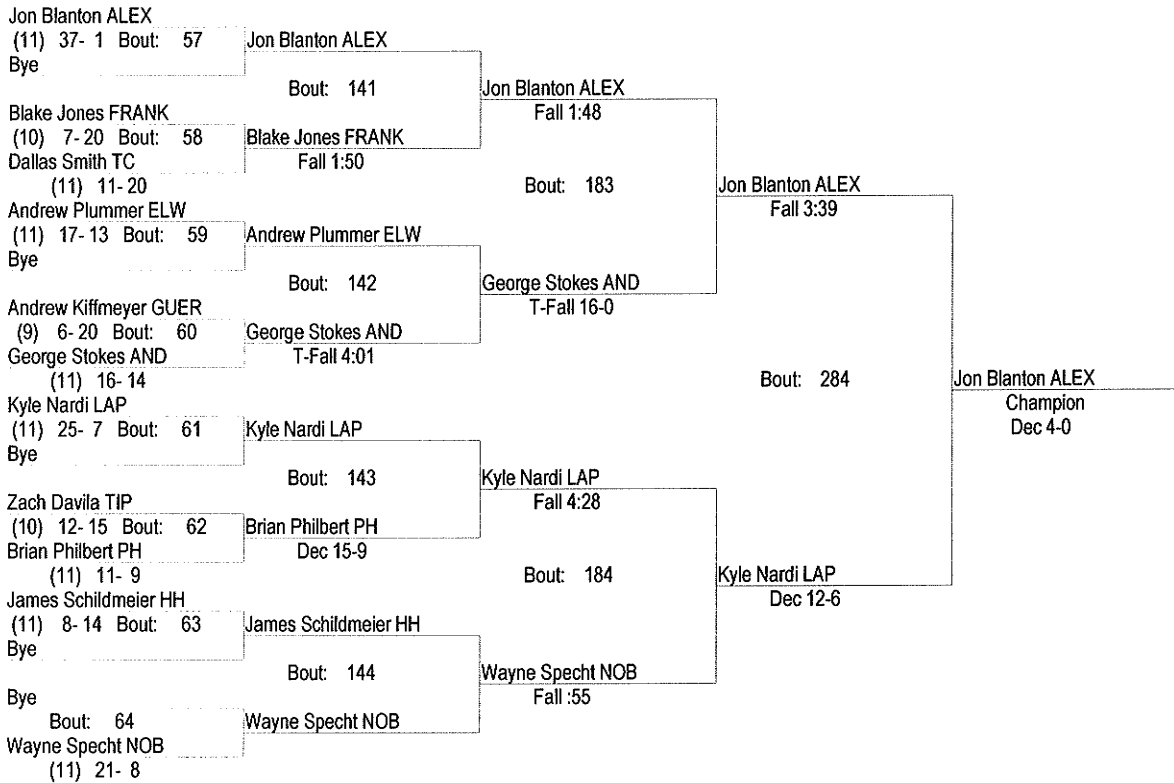 Jon Blanton ALEX
(11) 37- 1 Bout: 57
Bye
Blake Jones FRANK
(10) 7- 20 Bout: 58
Dallas Smith TC
(11) 11- 20
Andrew Plummer ELW
(11) 17- 13 Bout: 59
Bye
Andrew Kiffmeyer GUER
(9) 6- 20 Bout: 60
George Stokes AND
(11) 16- 14
Kyle Nardi LAP
(11) 25- 7 Bout: 61
Bye
Zach Davila TIP
(10) 12- 15 Bout: 62
Brian Philbert PH
(11) 11- 9
James Schildmeier HH
(11) 8- 14 Bout: 63
Bye
Bye
Bout: 64
Wayne Specht NOB
(11) 21- 8
Jon Blanton ALEX
Bout: 141
Blake Jones FRANK
Fall 1:50
Andrew Plummer ELW
Bout: 142
George Stokes AND
T-Fall 4:01
Kyle Nardi LAP
Bout: 143
Brian Philbert PH
Dec 15-9
James Schildmeier HH
Bout: 144
Wayne Specht NOB
Jon Blanton ALEX
Fall 1:48
Bout: 183
George Stokes AND
T-Fall 16-0
Kyle Nardi LAP
Fall 4:28
Bout: 184
Wayne Specht NOB
Fall :55
Jon Blanton ALEX
Fall 3:39
Bout: 284
Kyle Nardi LAP
Dec 12-6
Jon Blanton ALEX
Champion
Dec 4-0